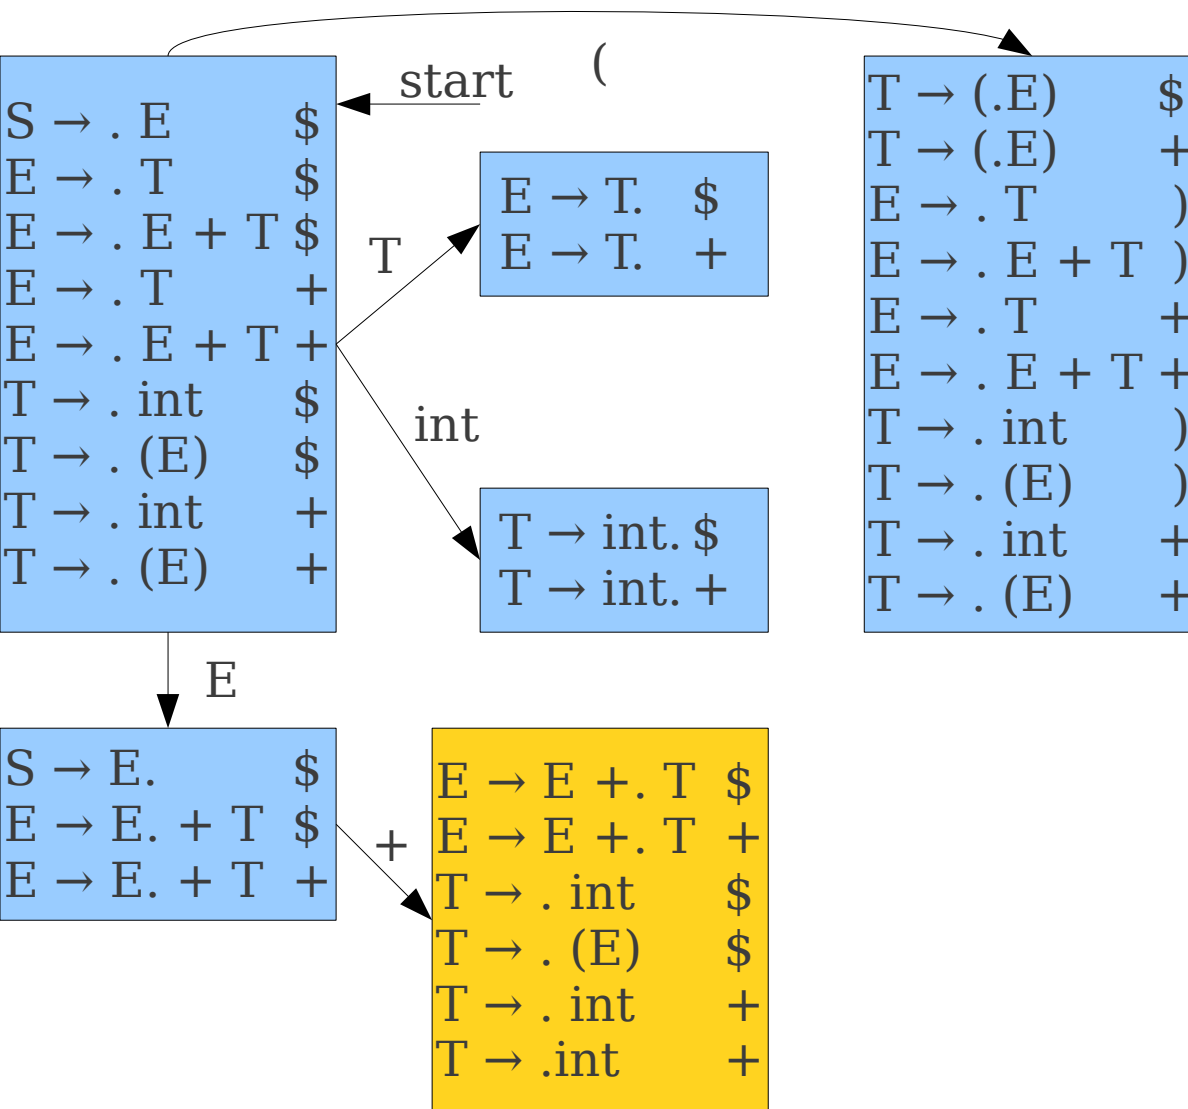 (
start
S → . E $
E → . T $
E → . E + T $
E → . T +
E → . E + T +
T → . int $
T → . (E) $
T → . int +
T → . (E) +
T
E → T. $
E → T. +
int
T → int. $
T → int. +
T → (.E) $
T → (.E) +
E → . T )
E → . E + T )
E → . T +
E → . E + T +
T → . int )
T → . (E) )
T → . int +
T → . (E) +
E
S → E. $
E → E. + T $
E → E. + T +
+
E → E +. T $
E → E +. T +
T → . int $
T → . (E) $
T → . int +
T → .int +